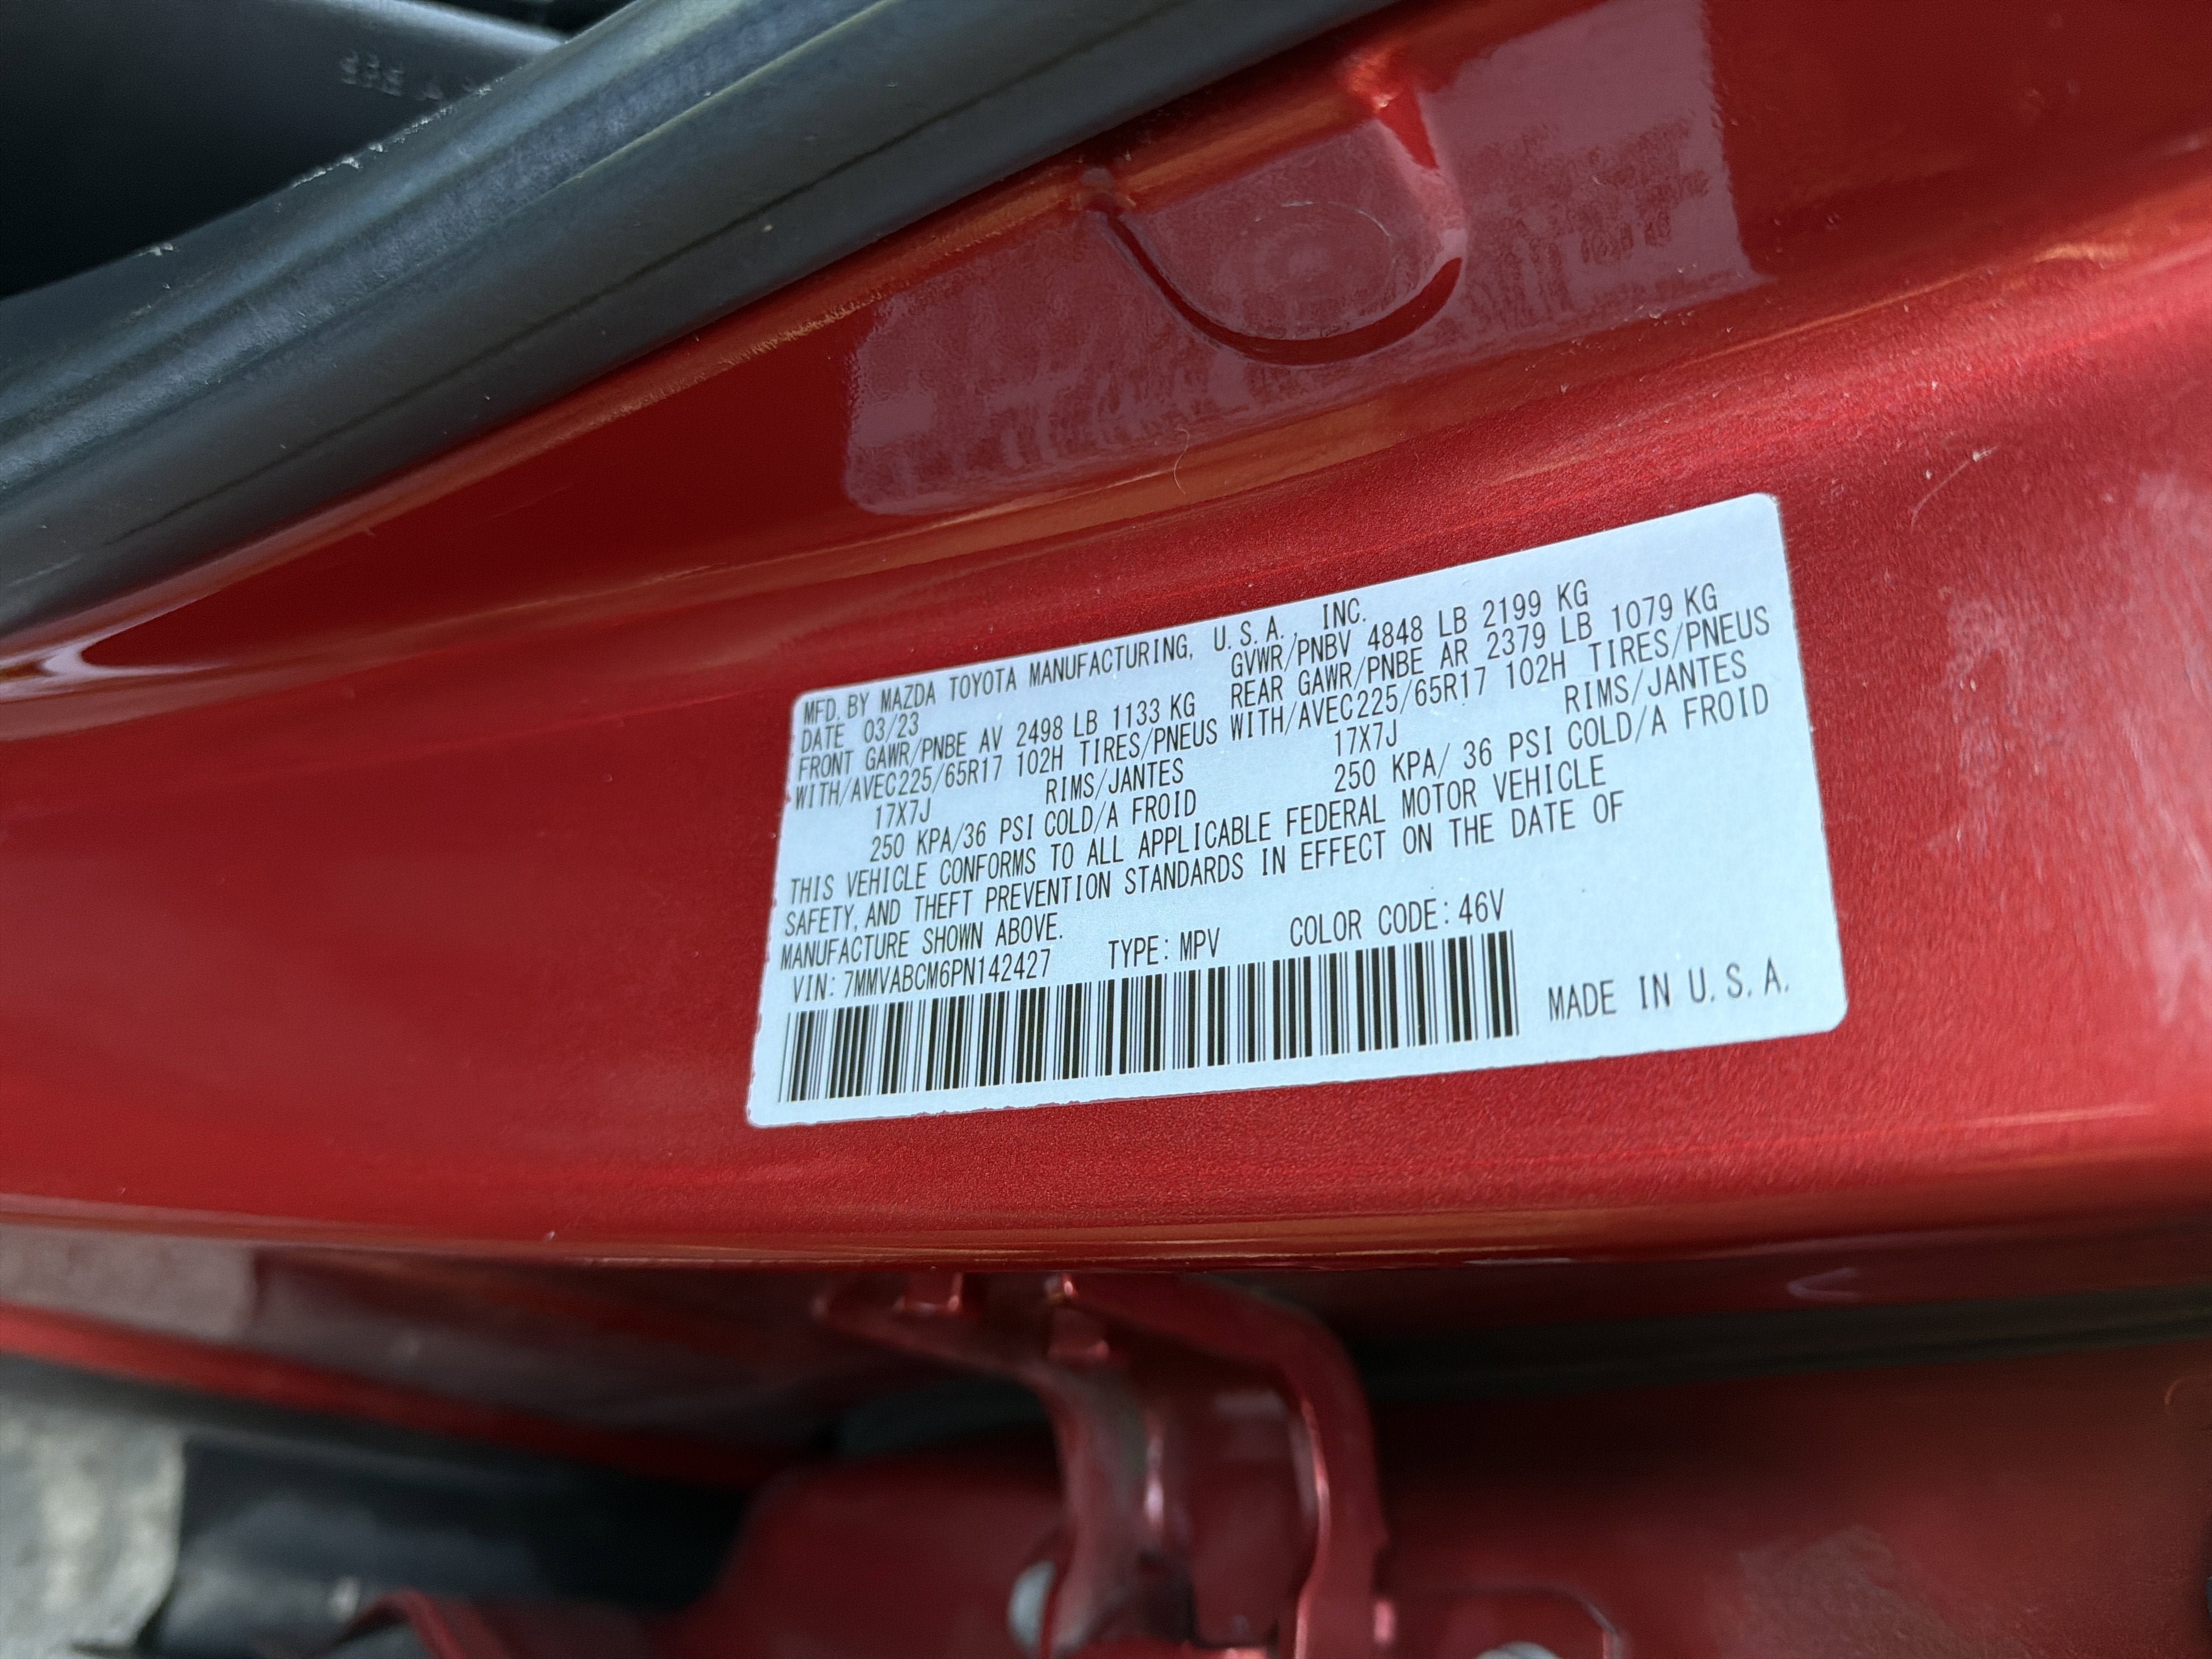 MFD. BY MAZDA TOYOTA MANUFACTURING, U.S.A. INC.
DATE 03/23 GVWR/PNBV 4848 LB 2199 KG
FRONT GAWR/PNBE AV 2498 LB 1133 KG REAR GAWR/PNBE AR 2379 LB 1079 KG
WITH/AVEC225/65R17 102H TIRES/PNEUS WITH/AVEC225/65R17 102H TIRES/PNEUS
17X7J RIMS/JANTES 17X7J RIMS/JANTES
250 KPA/36 PSI COLD/A FROID 250 KPA/ 36 PSI COLD/A FROID
THIS VEHICLE CONFORMS TO ALL APPLICABLE FEDERAL MOTOR VEHICLE
SAFETY, AND THEFT PREVENTION STANDARDS IN EFFECT ON THE DATE OF
MANUFACTURE SHOWN ABOVE.
VIN: 7MMVABCM6PN142427 TYPE: MPV COLOR CODE: 46V
MADE IN U.S.A.